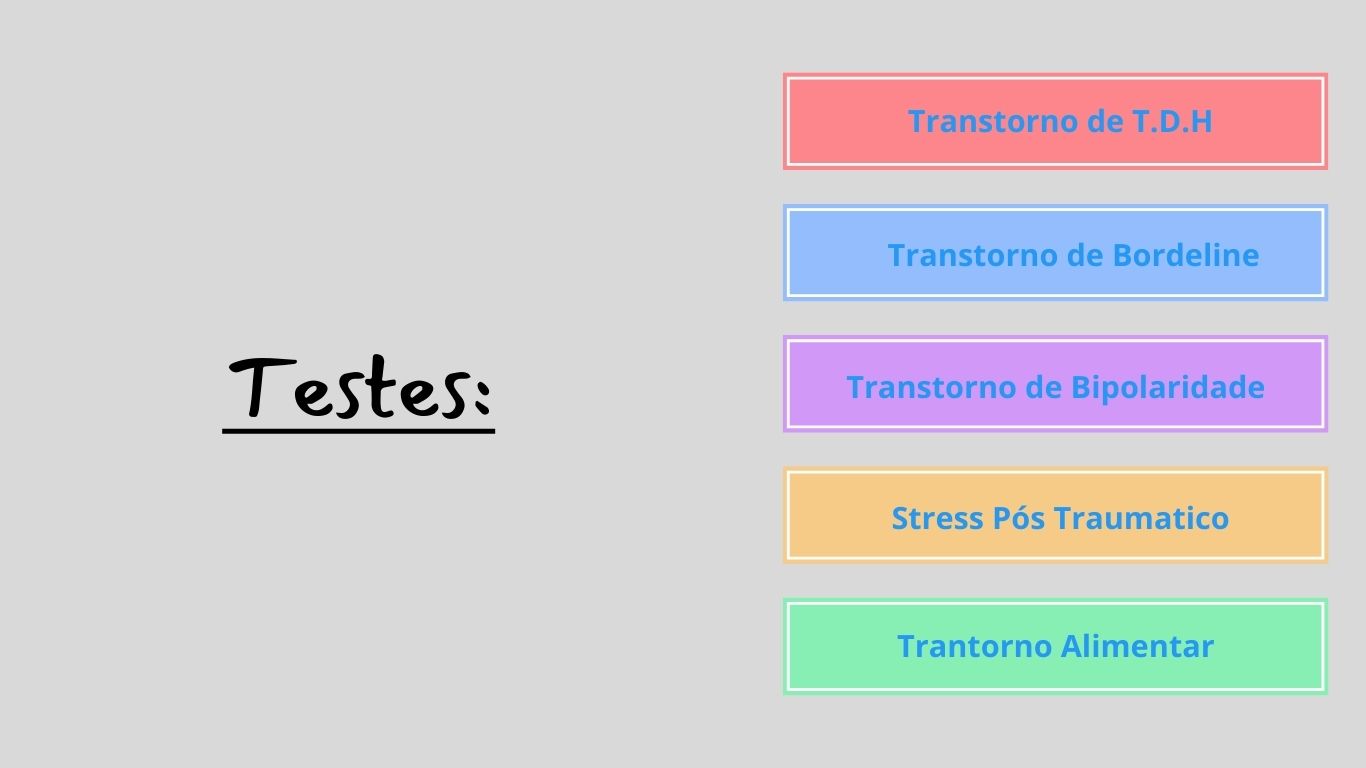 Testes:
Transtorno de T.D.H
Transtorno de Bordeline
Transtorno de Bipolaridade
Stress Pós Traumatico
Trantorno Alimentar